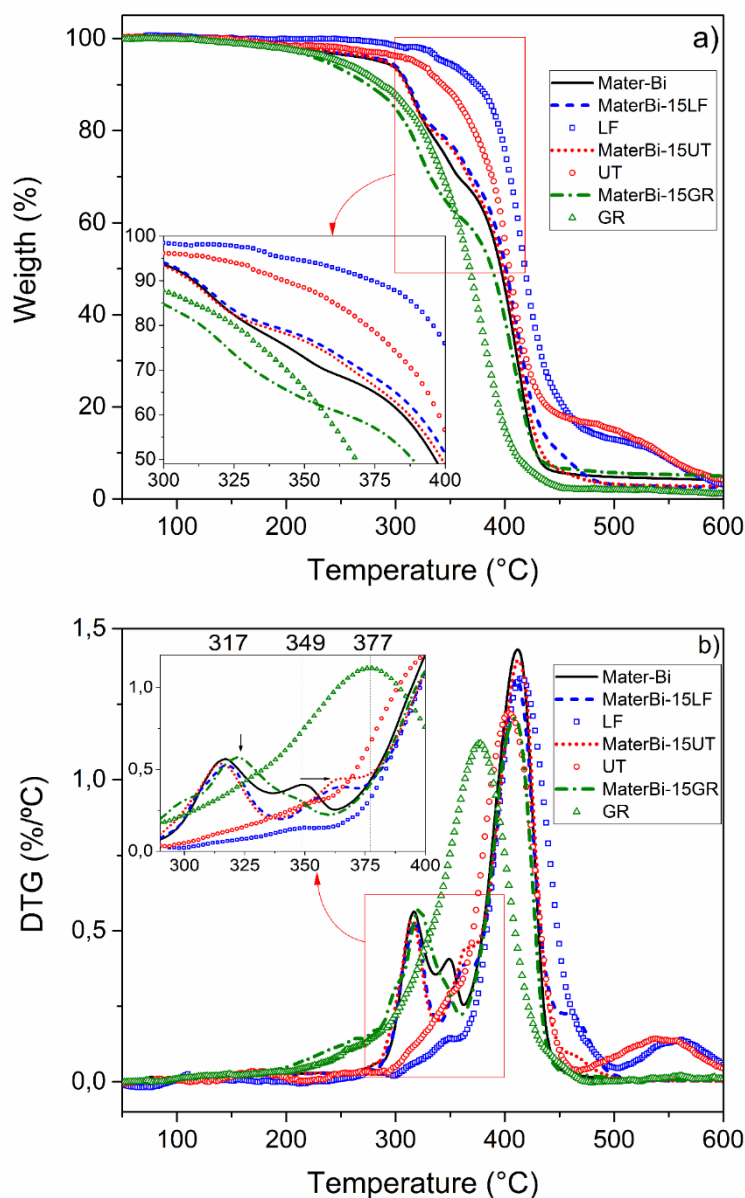 a)
100
80
60
40
20
0
Weigth (%)
Mater-Bi
MaterBi-15LF
LF
MaterBi-15UT
UT
MaterBi-15GR
GR
100
95
90
85
80
75
70
65
60
55
50
300 325 350 375 400
100 200 300 400 500 600
Temperature (°C)
b)
1,5
1,0
0,5
0,0
DTG (%/ºC)
317 349 377
1,0
0,5
0,0
300 325 350 375 400
Mater-Bi
MaterBi-15LF
LF
MaterBi-15UT
UT
MaterBi-15GR
GR
100 200 300 400 500 600
Temperature (°C)